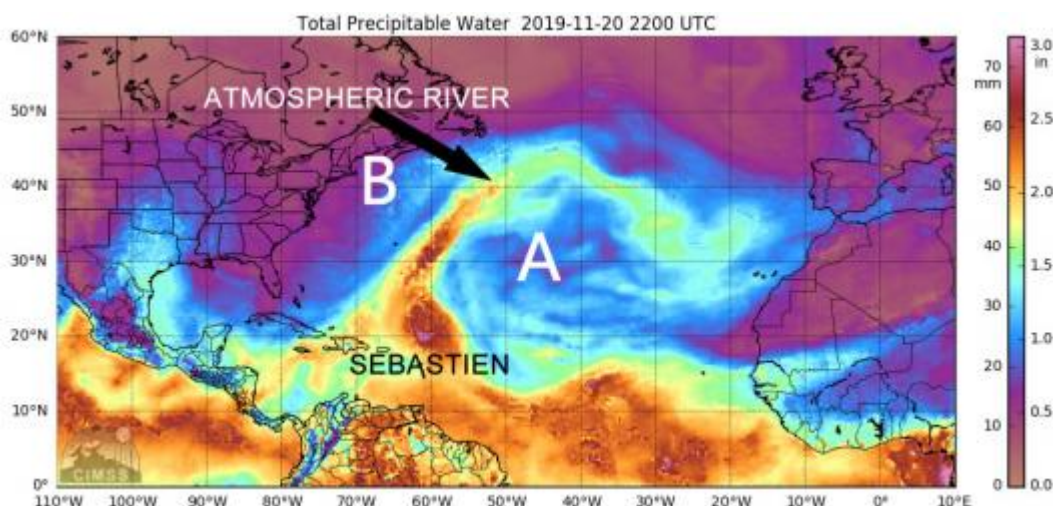 Total Precipitable Water 2019-11-20 2200 UTC
60°N
50°N
40°N
30°N
20°N
10°N
0°
ATMOSPHERIC RIVER
B
A
SEBASTIEN
CIMSS
110°W 100°W 90°W 80°W 70°W 60°W 50°W 40°W 30°W 20°W 10°W 0° 10°E
70 3.0
mm in
60 2.5
50 2.0
40 1.5
30
20 1.0
10 0.5
0 0.0